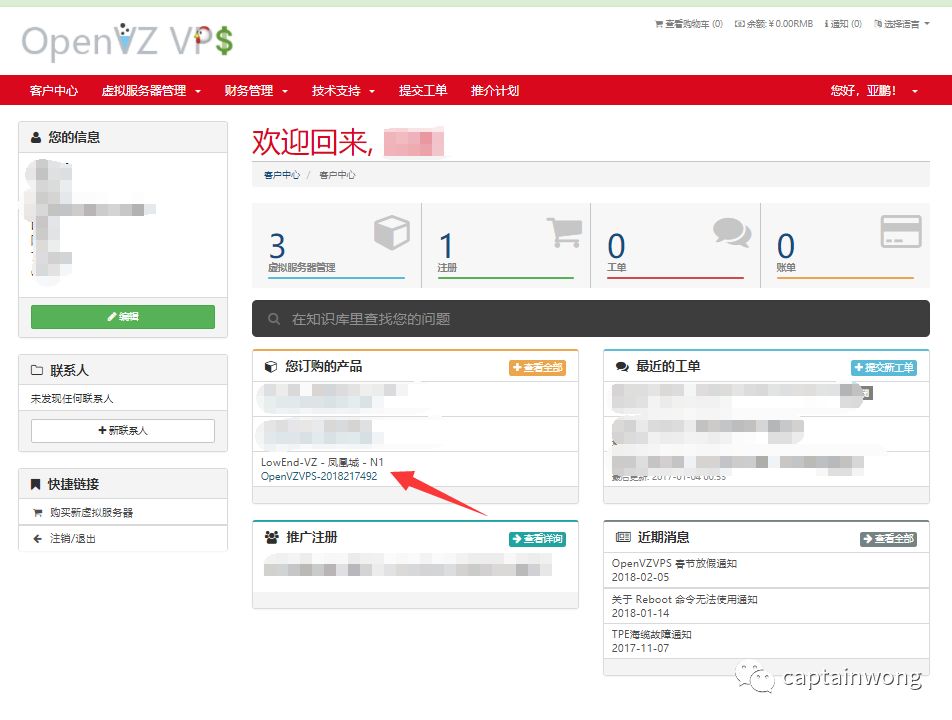 OpenVZ VP$
查看购物车 (0) 余额: ¥ 0.00RMB 通知 (0) 选择语言
客户中心 虚拟服务器管理 财务管理 技术支持 提交工单 推介计划 您好，亚鹏！
您的信息
编辑
联系人
未发现任何联系人
新联系人
快捷链接
购买新虚拟服务器
注销/退出
欢迎回来,
客户中心 / 客户中心
3
虚拟服务器管理
1
注册
0
工单
0
账单
在知识库里查找您的问题
您订购的产品 查看全部
LowEnd-VZ - 凤凰城 - N1
OpenVZVPS-2018217492
最近的工单 提交新工单
最后更新: 2017-01-04 00:55
推广注册 查看详询
近期消息 查看全部
OpenVZVPS 春节放假通知
2018-02-05
关于 Reboot 命令无法使用通知
2018-01-14
TPE海缆故障通知
2017-11-07
captainwong